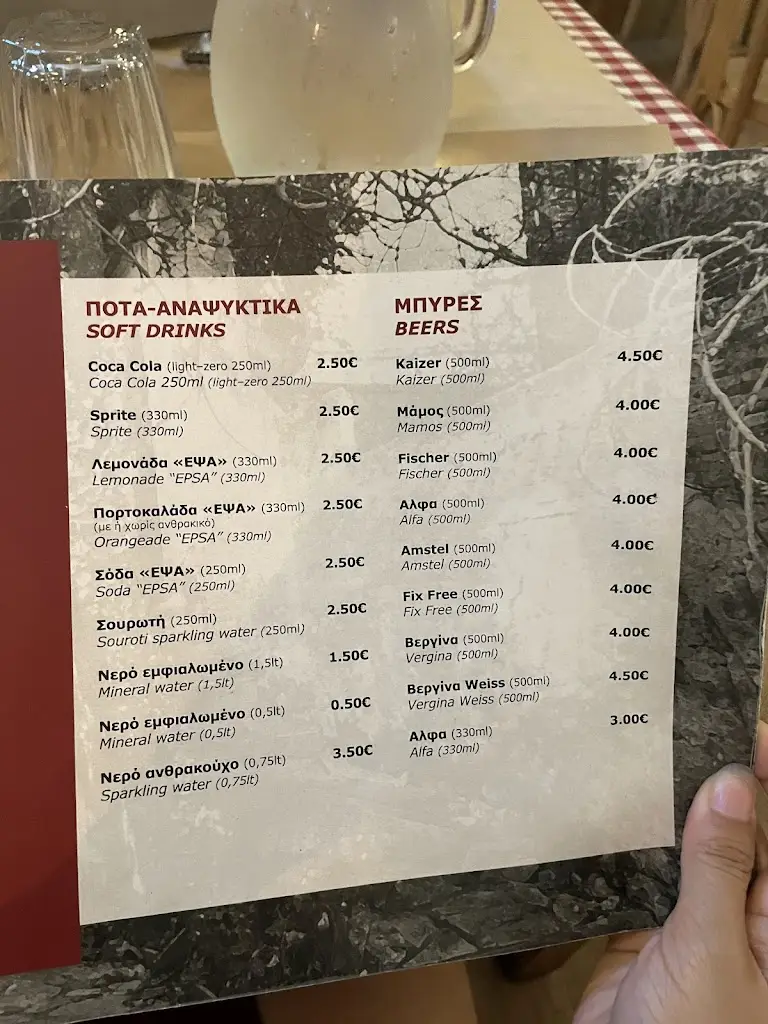 ΠΟΤΑ-ΑΝΑΨΥΚΤΙΚΑ
SOFT DRINKS
Coca Cola (light-zero 250ml) 2.50€
Coca Cola 250ml (light-zero 250ml)
Sprite (330ml) 2.50€
Sprite (330ml)
Λεμονάδα «ΕΨΑ» (330ml) 2.50€
Lemonade "EPSA" (330ml)
Πορτοκαλάδα «ΕΨΑ» (330ml) 2.50€
(με ή χωρίς ανθρακικό)
Orangeade "EPSA" (330ml)
Σόδα «ΕΨΑ» (250ml) 2.50€
Soda "EPSA" (250ml)
Σουρωτή (250ml) 2.50€
Souroti sparkling water (250ml)
Νερό εμφιαλωμένο (1,5lt) 1.50€
Mineral water (1,5lt)
Νερό εμφιαλωμένο (0,5lt) 0.50€
Mineral water (0,5lt)
Νερό ανθρακούχο (0,75lt) 3.50€
Sparkling water (0,75lt)
ΜΠΥΡΕΣ
BEERS
Kaizer (500ml) 4.50€
Kaizer (500ml)
Μάμος (500ml) 4.00€
Mamos (500ml)
Fischer (500ml) 4.00€
Fischer (500ml)
Αλφα (500ml) 4.00€
Alfa (500ml)
Amstel (500ml) 4.00€
Amstel (500ml)
Fix Free (500ml) 4.00€
Fix Free (500ml)
Βεργίνα (500ml) 4.00€
Vergina (500ml)
Βεργίνα Weiss (500ml) 4.50€
Vergina Weiss (500ml)
Αλφα (330ml) 3.00€
Alfa (330ml)